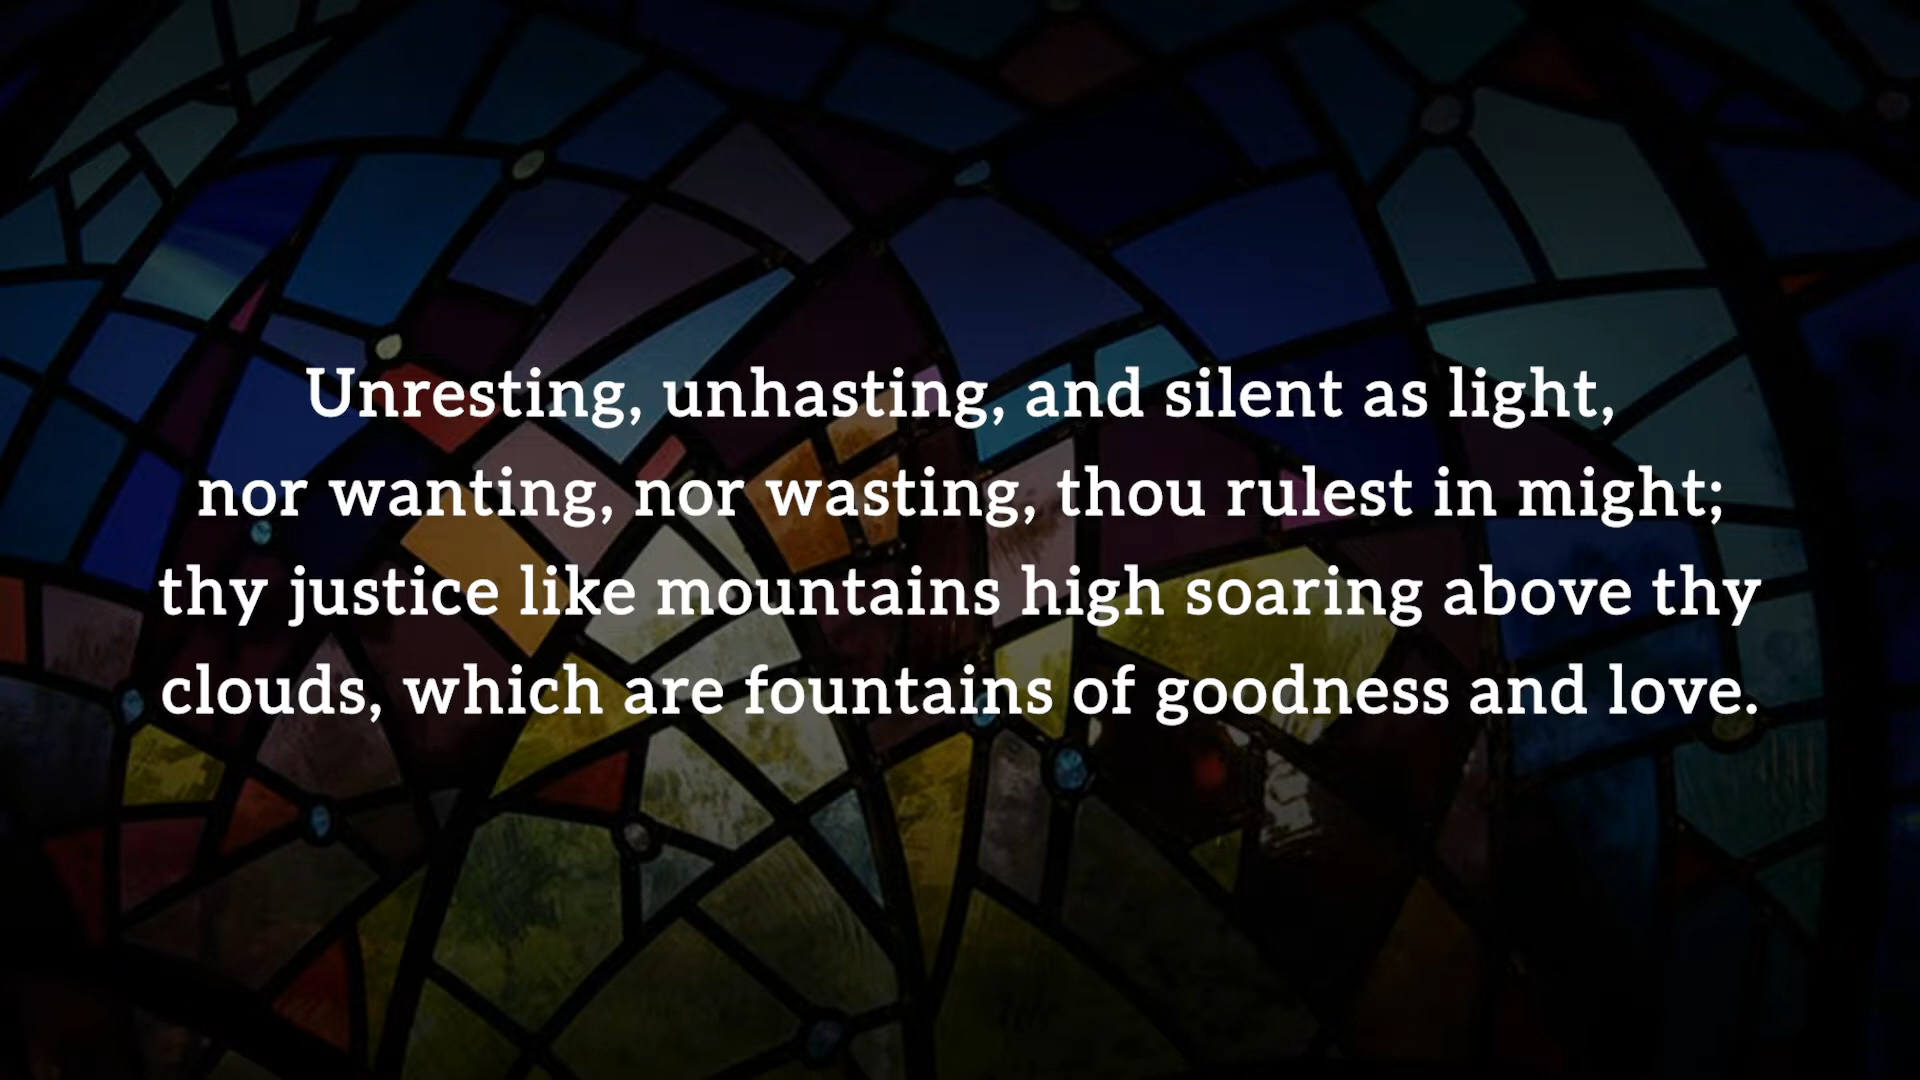 Unresting, unhasting, and silent as light,
nor wanting, nor wasting, thou rulest in might;
thy justice like mountains high soaring above thy
clouds, which are fountains of goodness and love.